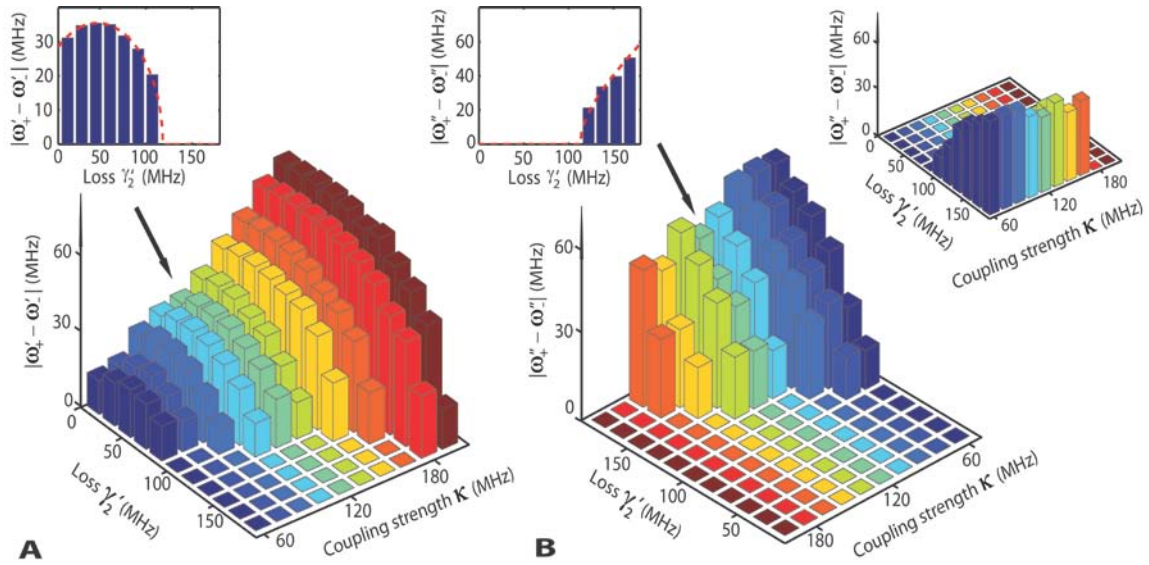 |ω'₊ − ω'₋| (MHz)
30
20
10
0
0 50 100 150
Loss γ'₂ (MHz)
|ω''₊ − ω''₋| (MHz)
60
40
20
0
0 50 100 150
Loss γ'₂ (MHz)
|ω''₊ − ω''₋| (MHz)
60
30
0
0
50
100
150
Loss γ'₂ (MHz)
60
120
180
Coupling strength κ (MHz)
|ω'₊ − ω'₋| (MHz)
60
30
0
0
50
100
150
Loss γ'₂ (MHz)
60
120
180
Coupling strength κ (MHz)
A
|ω''₊ − ω''₋| (MHz)
60
30
0
150
100
50
Loss γ'₂ (MHz)
180
120
60
Coupling strength κ (MHz)
B